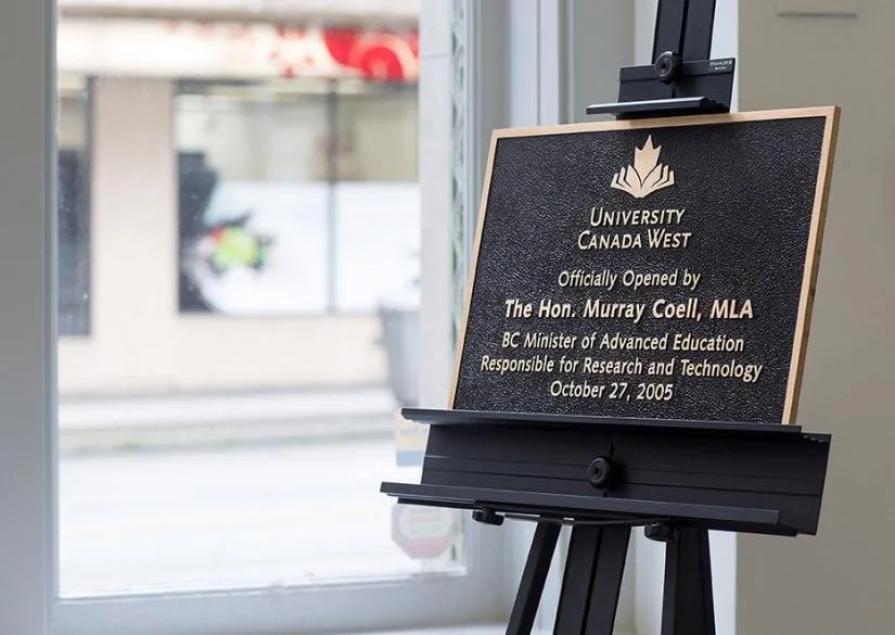 UNIVERSITY
CANADA WEST
Officially Opened by
The Hon. Murray Coell, MLA
BC Minister of Advanced Education
Responsible for Research and Technology
October 27, 2005